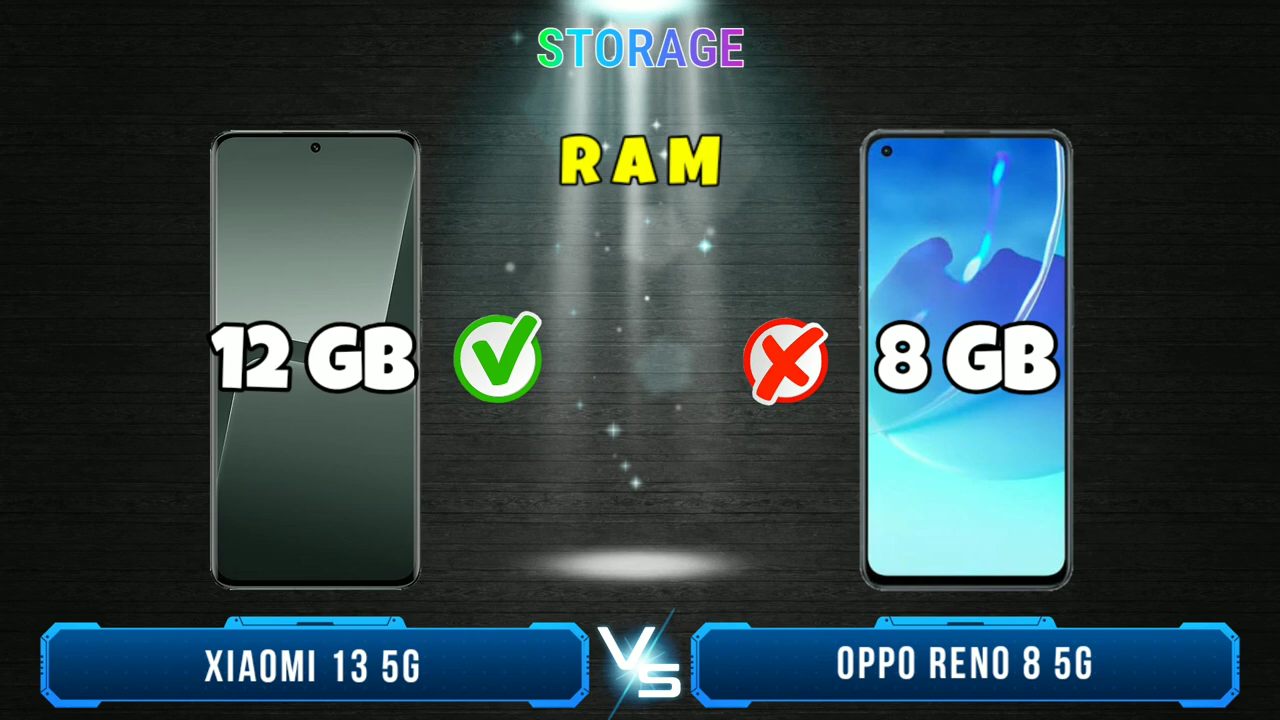 STORAGE
RAM
12 GB
8 GB
XIAOMI 13 5G
VS
OPPO RENO 8 5G